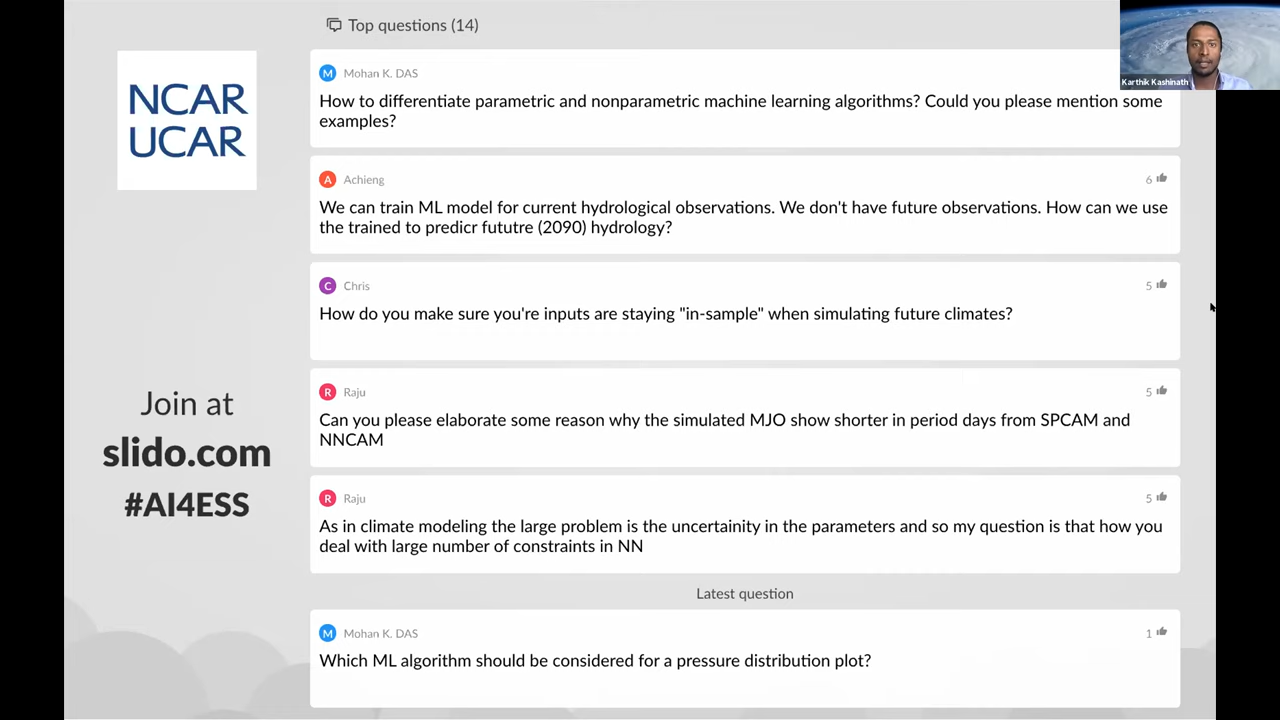 Top questions (14)
Karthik Kashinath
NCAR
UCAR
M Mohan K. DAS
How to differentiate parametric and nonparametric machine learning algorithms? Could you please mention some
examples?
A Achieng 6
We can train ML model for current hydrological observations. We don't have future observations. How can we use
the trained to predicr fututre (2090) hydrology?
C Chris 5
How do you make sure you're inputs are staying "in-sample" when simulating future climates?
R Raju 5
Can you please elaborate some reason why the simulated MJO show shorter in period days from SPCAM and
NNCAM
R Raju 5
As in climate modeling the large problem is the uncertainity in the parameters and so my question is that how you
deal with large number of constraints in NN
Join at
slido.com
#AI4ESS
Latest question
M Mohan K. DAS 1
Which ML algorithm should be considered for a pressure distribution plot?